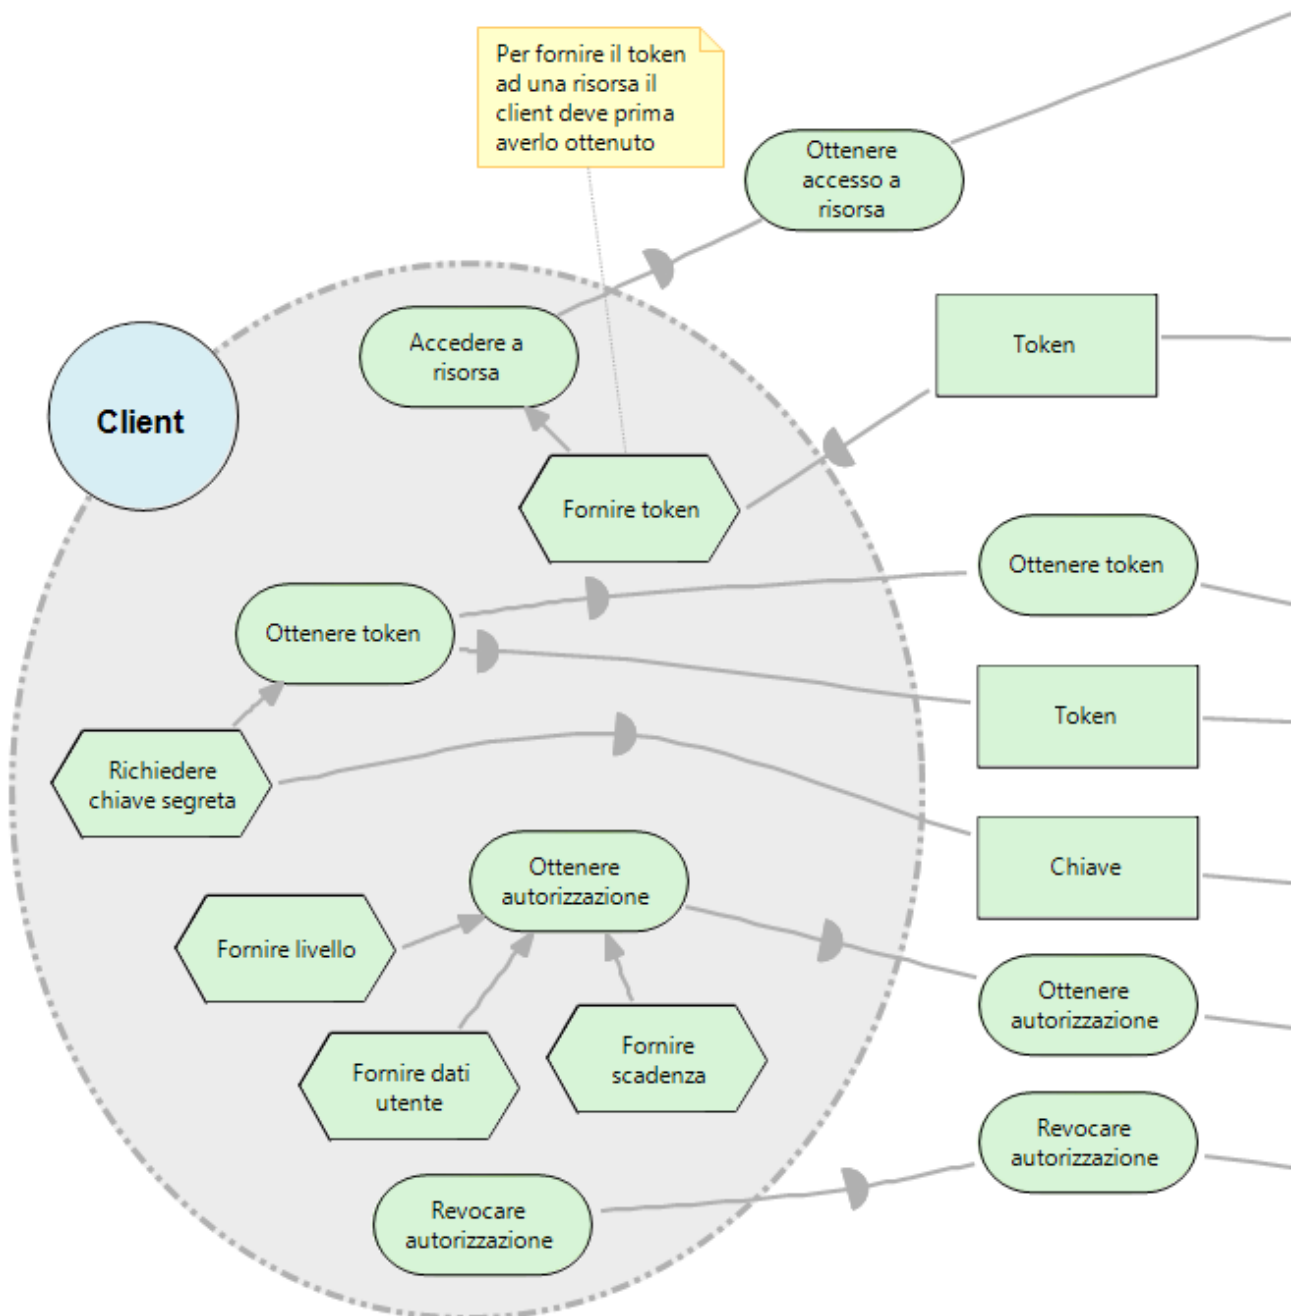 Per fornire il token
ad una risorsa il
client deve prima
averlo ottenuto
Ottenere
accesso a
risorsa
Accedere a
risorsa
Token
Client
Fornire token
Ottenere token
Ottenere token
Token
Richiedere
chiave segreta
Chiave
Ottenere
autorizzazione
Fornire livello
Ottenere
autorizzazione
Fornire
scadenza
Fornire dati
utente
Revocare
autorizzazione
Revocare
autorizzazione